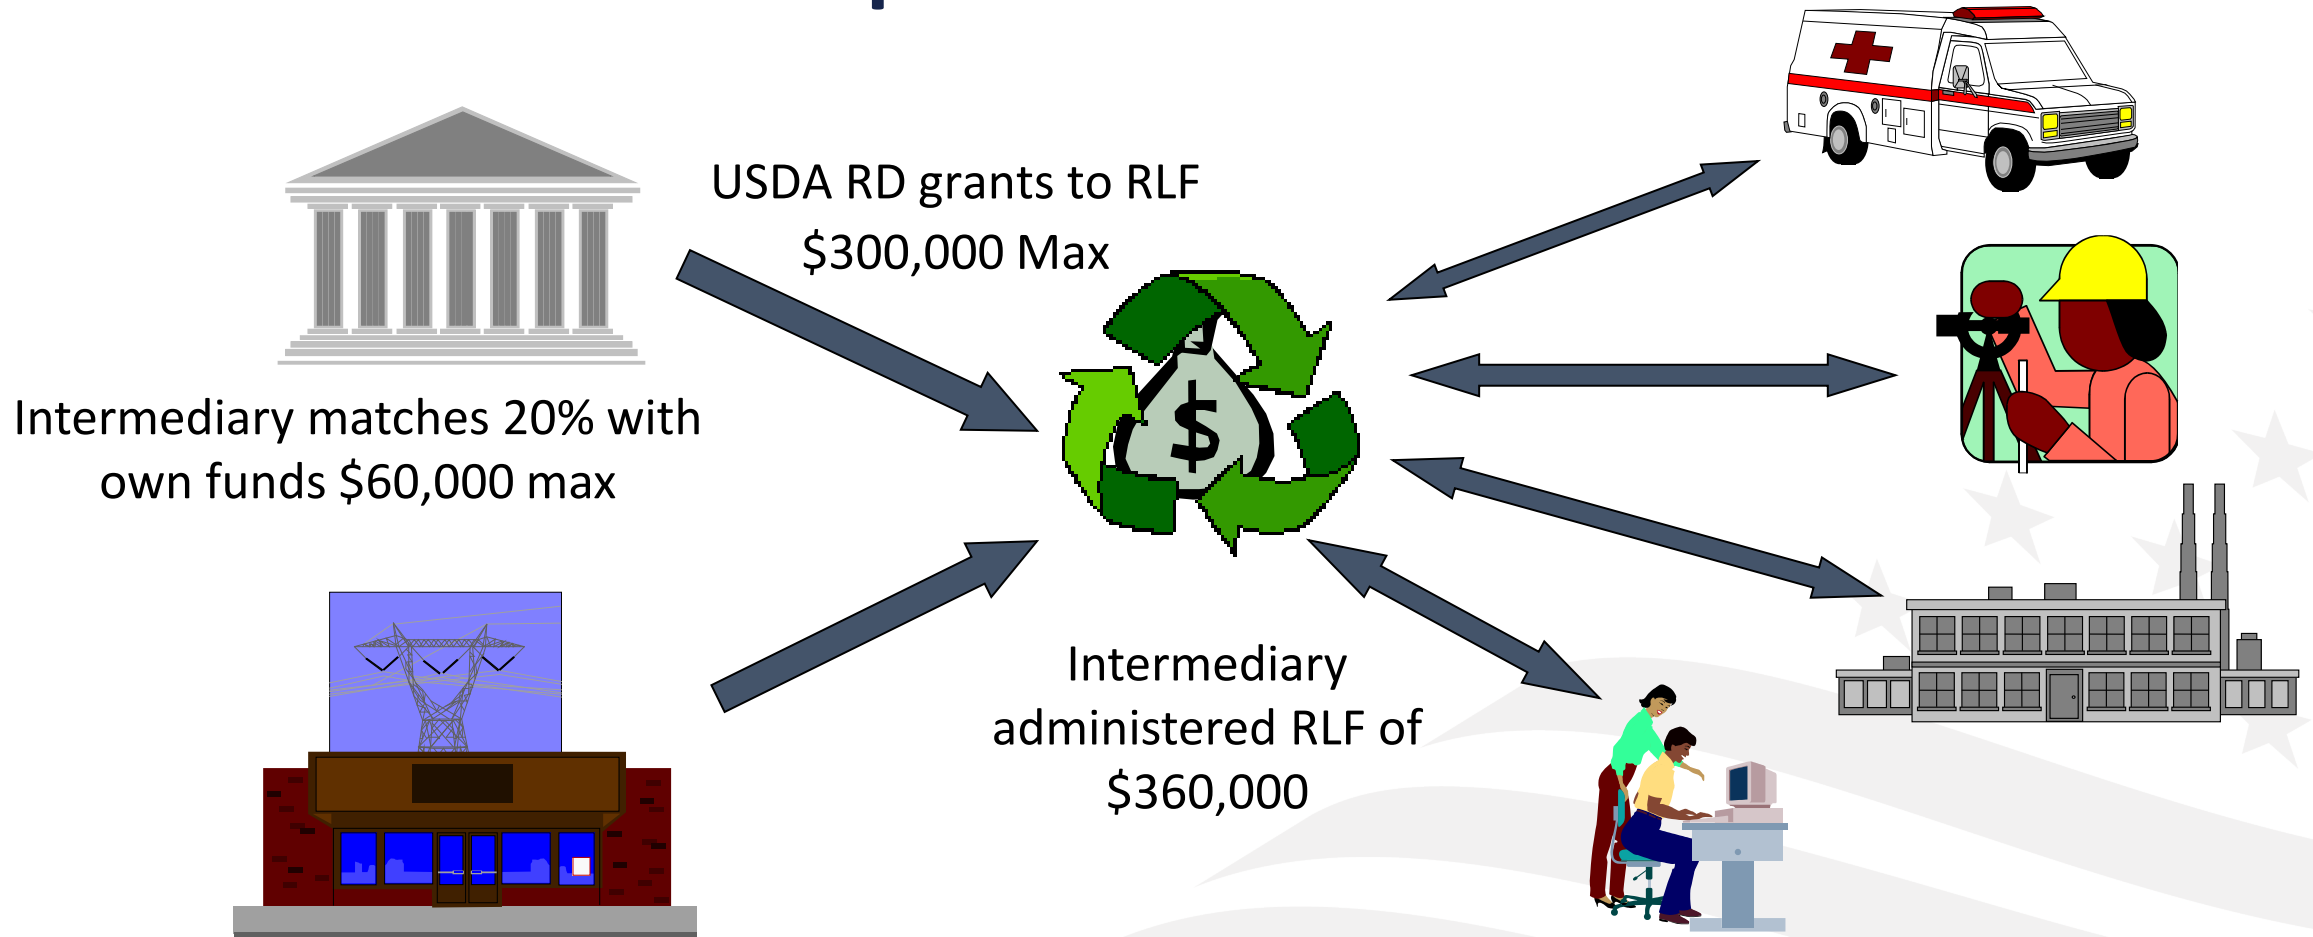 USDA RD grants to RLF
$300,000 Max
Intermediary matches 20% with
own funds $60,000 max
$
Intermediary
administered RLF of
$360,000